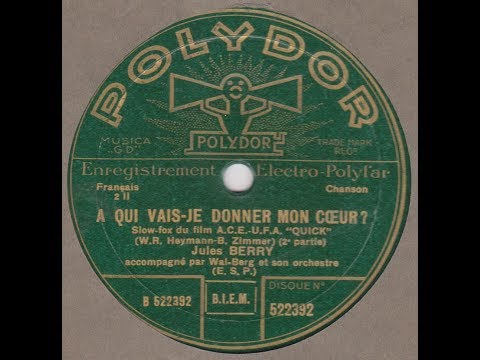 POLYDOR
MUSICA
"G.D."
POLYDOR
TRADE MARK
REGD.
Enregistrement Electro-Polyfar
Français
2 II
Chanson
A QUI VAIS-JE DONNER MON CŒUR?
Slow-fox du film A.C.E.-U.F.A. "QUICK"
(W.R. Heymann-B. Zimmer) (2e partie)
Jules BERRY
accompagné par Wal-Berg et son orchestre
(E. S. P.)
B 522392
B.I.E.M.
DISQUE No
522392